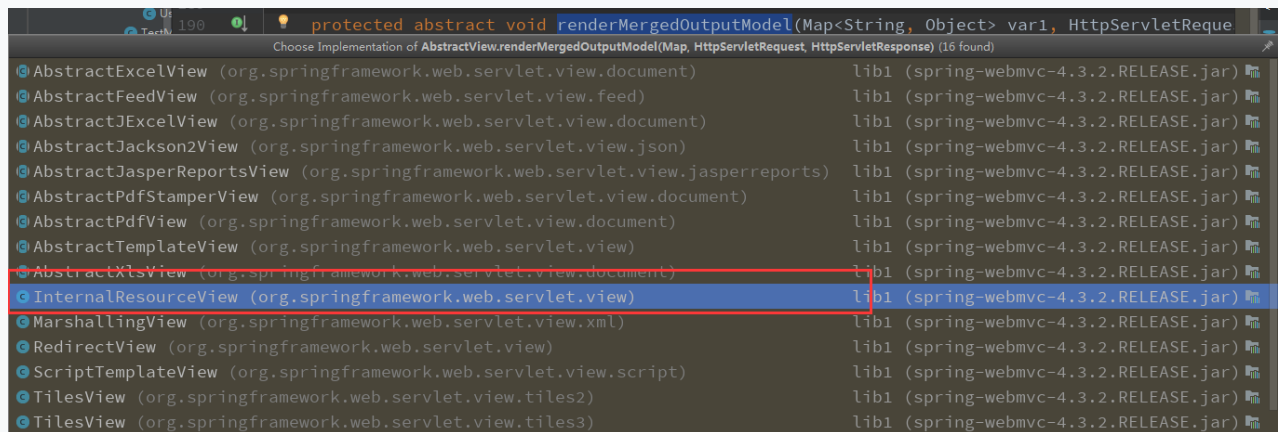 190 protected abstract void renderMergedOutputModel(Map<String, Object> var1, HttpServletReque
Choose Implementation of AbstractView.renderMergedOutputModel(Map, HttpServletRequest, HttpServletResponse) (16 found)
AbstractExcelView (org.springframework.web.servlet.view.document) lib1 (spring-webmvc-4.3.2.RELEASE.jar)
AbstractFeedView (org.springframework.web.servlet.view.feed) lib1 (spring-webmvc-4.3.2.RELEASE.jar)
AbstractJExcelView (org.springframework.web.servlet.view.document) lib1 (spring-webmvc-4.3.2.RELEASE.jar)
AbstractJackson2View (org.springframework.web.servlet.view.json) lib1 (spring-webmvc-4.3.2.RELEASE.jar)
AbstractJasperReportsView (org.springframework.web.servlet.view.jasperreports) lib1 (spring-webmvc-4.3.2.RELEASE.jar)
AbstractPdfStamperView (org.springframework.web.servlet.view.document) lib1 (spring-webmvc-4.3.2.RELEASE.jar)
AbstractPdfView (org.springframework.web.servlet.view.document) lib1 (spring-webmvc-4.3.2.RELEASE.jar)
AbstractTemplateView (org.springframework.web.servlet.view) lib1 (spring-webmvc-4.3.2.RELEASE.jar)
AbstractXlsView (org.springframework.web.servlet.view.document) lib1 (spring-webmvc-4.3.2.RELEASE.jar)
InternalResourceView (org.springframework.web.servlet.view) lib1 (spring-webmvc-4.3.2.RELEASE.jar)
MarshallingView (org.springframework.web.servlet.view.xml) lib1 (spring-webmvc-4.3.2.RELEASE.jar)
RedirectView (org.springframework.web.servlet.view) lib1 (spring-webmvc-4.3.2.RELEASE.jar)
ScriptTemplateView (org.springframework.web.servlet.view.script) lib1 (spring-webmvc-4.3.2.RELEASE.jar)
TilesView (org.springframework.web.servlet.view.tiles2) lib1 (spring-webmvc-4.3.2.RELEASE.jar)
TilesView (org.springframework.web.servlet.view.tiles3) lib1 (spring-webmvc-4.3.2.RELEASE.jar)